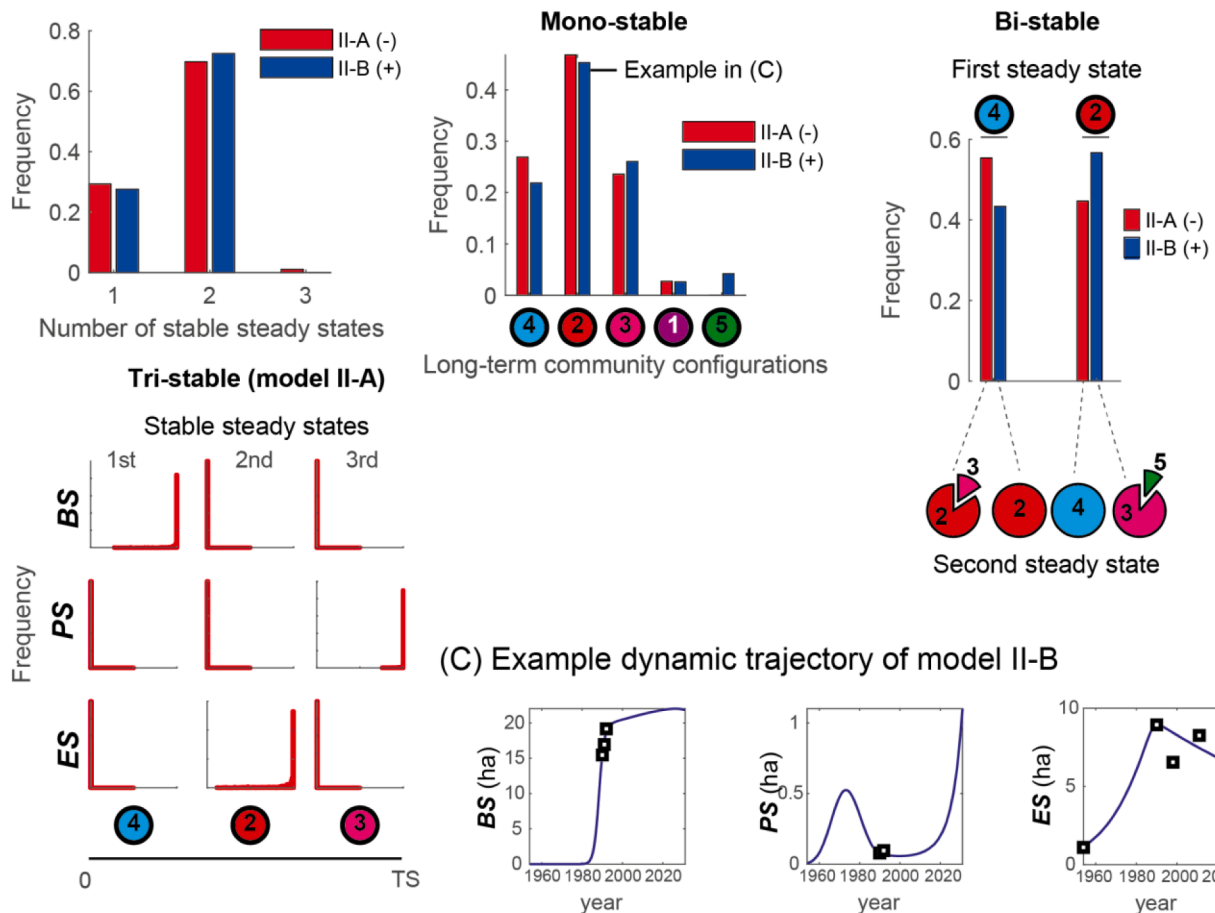 0.8
0.6
0.4
0.2
0
Frequency
II-A (-)
II-B (+)
1 2 3
Number of stable steady states
Mono-stable
0.4
0.3
0.2
0.1
0
Frequency
Example in (C)
II-A (-)
II-B (+)
4 2 3 1 5
Long-term community configurations
Bi-stable
First steady state
4 2
0.6
0.4
0.2
0
Frequency
II-A (-)
II-B (+)
3 5
2 2 4 3
Second steady state
Tri-stable (model II-A)
Stable steady states
1st 2nd 3rd
BS
PS
ES
Frequency
4 2 3
0 TS
(C) Example dynamic trajectory of model II-B
20
15
10
5
0
BS (ha)
1960 1980 2000 2020
year
1
0.5
0
PS (ha)
1960 1980 2000 2020
year
10
5
0
ES (ha)
1960 1980 2000
year